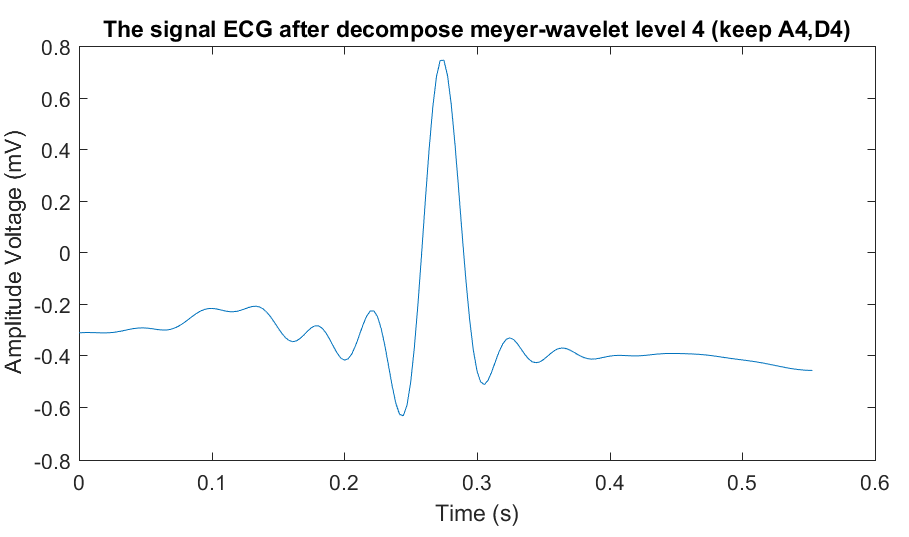 The signal ECG after decompose meyer-wavelet level 4 (keep A4,D4)
0.8
0.6
0.4
0.2
0
-0.2
-0.4
-0.6
-0.8
Amplitude Voltage (mV)
0 0.1 0.2 0.3 0.4 0.5 0.6
Time (s)